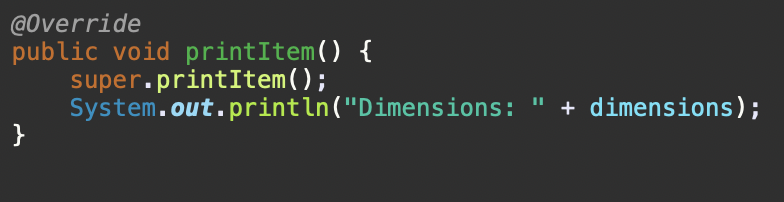 @Override
public void printItem() {
    super.printItem();
    System.out.println("Dimensions: " + dimensions);
}